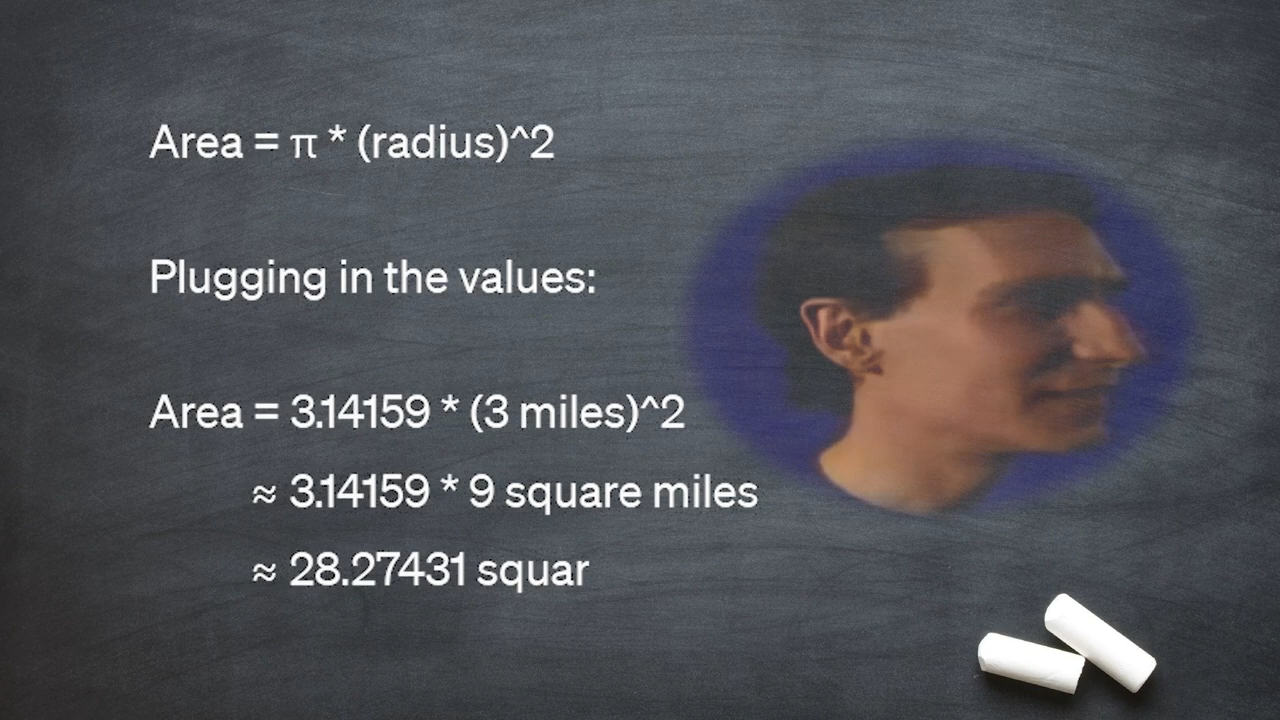 Area = π * (radius)^2
Plugging in the values:
Area = 3.14159 * (3 miles)^2
≈ 3.14159 * 9 square miles
≈ 28.27431 squar